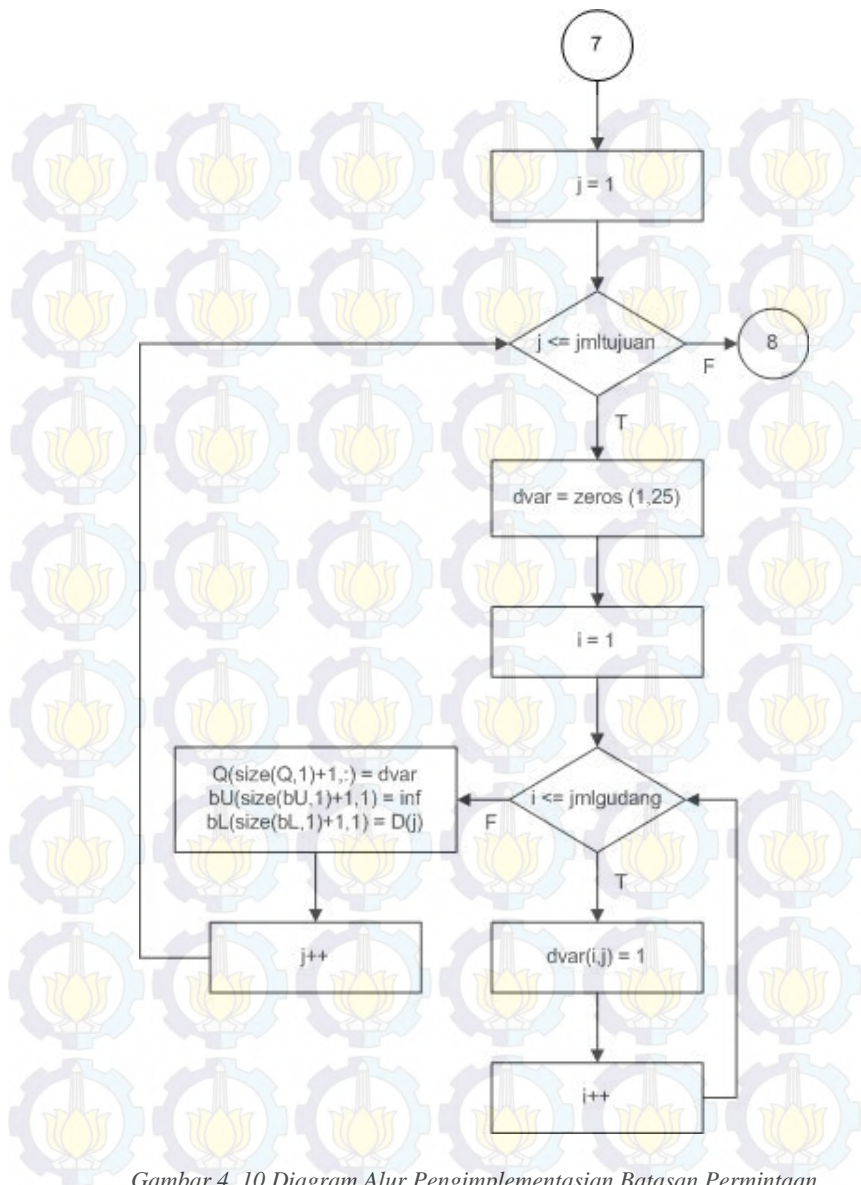 7
j = 1
j <= jmltujuan
F
8
T
dvar = zeros (1,25)
i = 1
i <= jmlgudang
F
Q(size(Q,1)+1,:) = dvar
bU(size(bU,1)+1,1) = inf
bL(size(bL,1)+1,1) = D(j)
j++
T
dvar(i,j) = 1
i++
Gambar 4. 10 Diagram Alur Pengimplementasian Batasan Permintaan